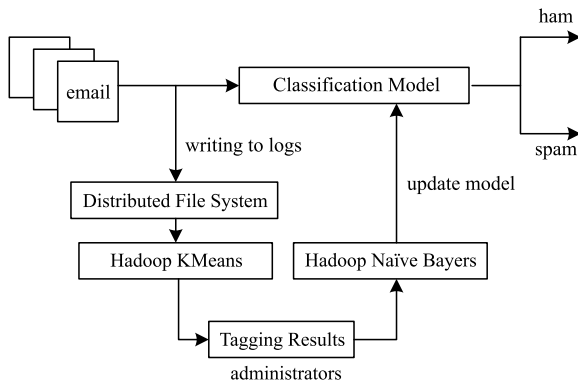 ham
email
Classification Model
writing to logs
spam
update model
Distributed File System
Hadoop KMeans
Hadoop Naïve Bayers
Tagging Results
administrators